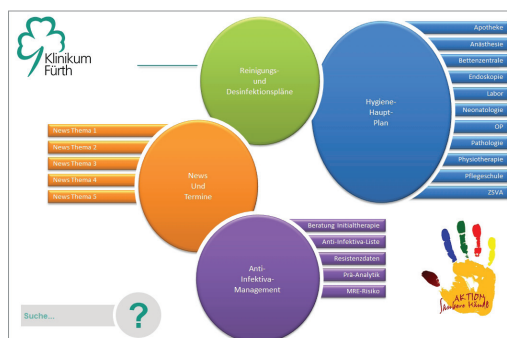 Klinikum
Fürth
Reinigungs-
und
Desinfektionspläne
Hygiene-
Haupt-
Plan
Apotheke
Anästhesie
Bettenzentrale
Endoskopie
Labor
Neonatologie
OP
Pathologie
Physiotherapie
Pflegeschule
ZSVA
News Thema 1
News Thema 2
News Thema 3
News Thema 4
News Thema 5
News
Und
Termine
Anti-
Infektiva-
Management
Beratung Initialtherapie
Anti-Infektiva-Liste
Resistenzdaten
Prä-Analytik
MRE-Risiko
AKTION
Saubere Hände
Suche...
?